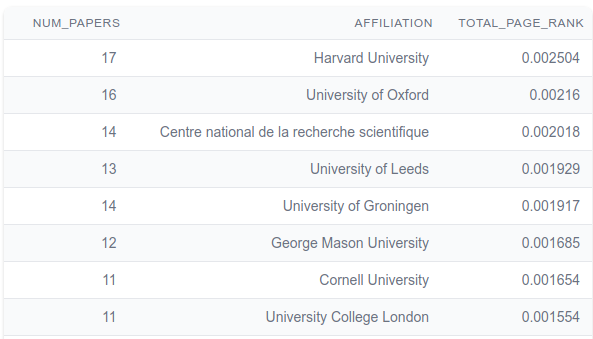 NUM_PAPERS AFFILIATION TOTAL_PAGE_RANK
17 Harvard University 0.002504
16 University of Oxford 0.00216
14 Centre national de la recherche scientifique 0.002018
13 University of Leeds 0.001929
14 University of Groningen 0.001917
12 George Mason University 0.001685
11 Cornell University 0.001654
11 University College London 0.001554